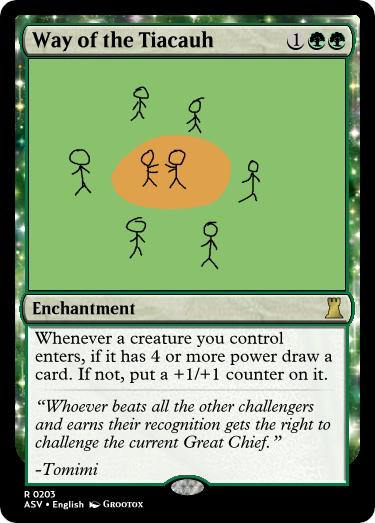 Way of the Tiacauh 1
Enchantment
Whenever a creature you control
enters, if it has 4 or more power draw a
card. If not, put a +1/+1 counter on it.
“Whoever beats all the other challengers
and earns their recognition gets the right to
challenge the current Great Chief.”
-Tomimi
R 0203
ASV • English Grootox